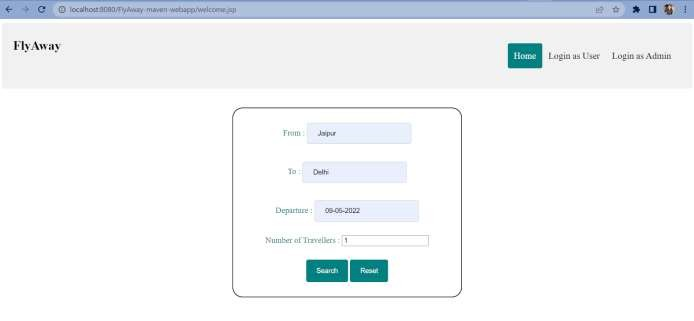 localhost:8080/FlyAway-maven-webapp/welcome.jsp
FlyAway
Home Login as User Login as Admin
From : Jaipur
To : Delhi
Departure : 09-05-2022
Number of Travellers : 1
Search Reset